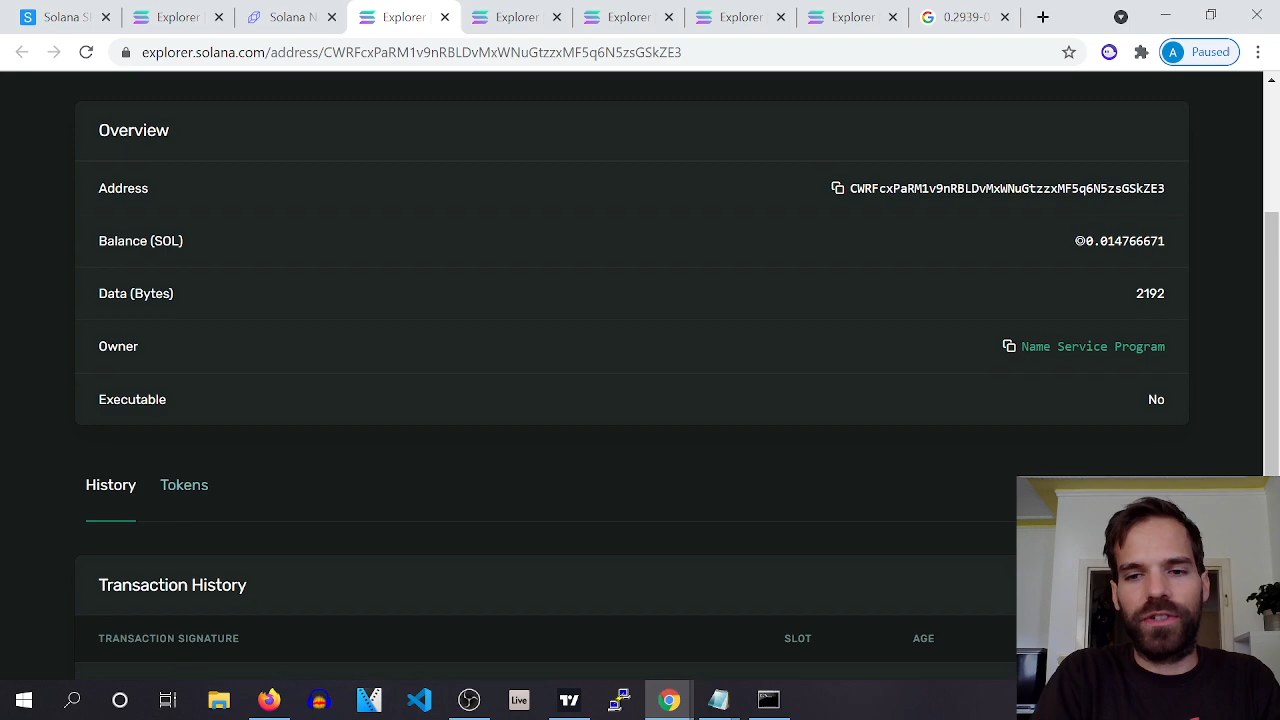 Solana S
Explorer
Solana N
Explorer
Explorer
Explorer
Explorer
Explorer
0.2939-0
explorer.solana.com/address/CWRFcxPaRM1v9nRBLDvMxWNuGtzzxMF5q6N5zsGSkZE3
A Paused
Overview
Address CWRFcxPaRM1v9nRBLDvMxWNuGtzzxMF5q6N5zsGSkZE3
Balance (SOL) ◎0.014766671
Data (Bytes) 2192
Owner Name Service Program
Executable No
History Tokens
Transaction History
TRANSACTION SIGNATURE SLOT AGE
Live